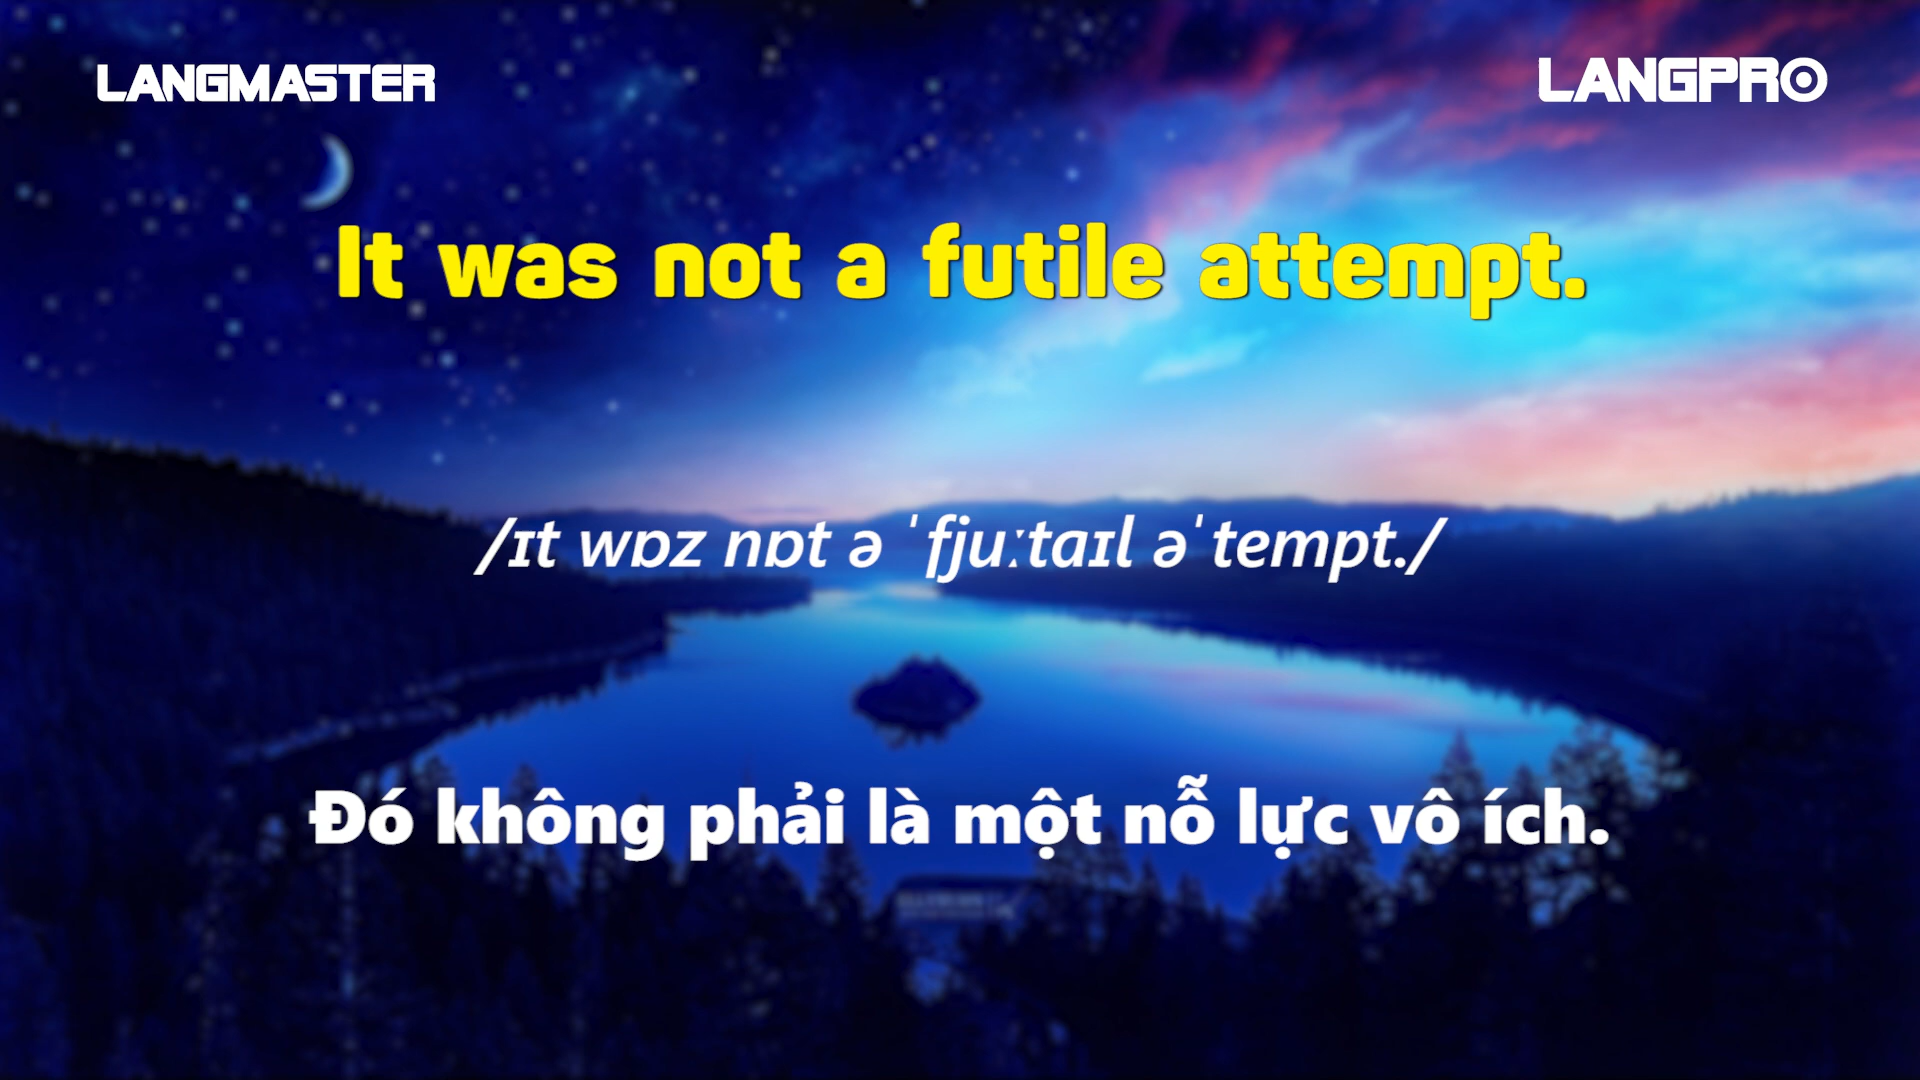 LANGMASTER
LANGPRO
It was not a futile attempt.
/ɪt wɒz nɒt ə ˈfjuːtaɪl əˈtempt./
Đó không phải là một nỗ lực vô ích.